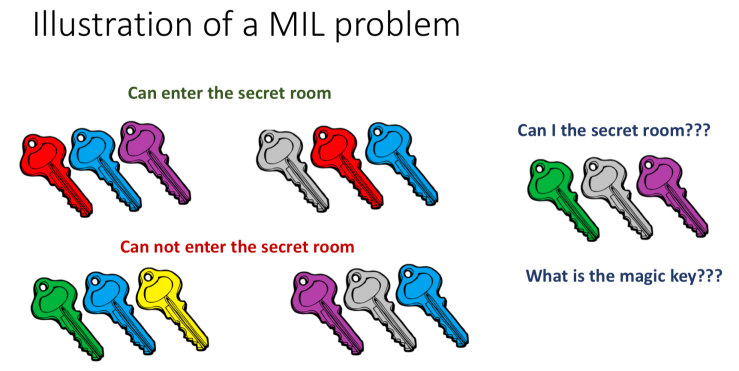 Illustration of a MIL problem
Can enter the secret room
Can I the secret room???
Can not enter the secret room
What is the magic key???